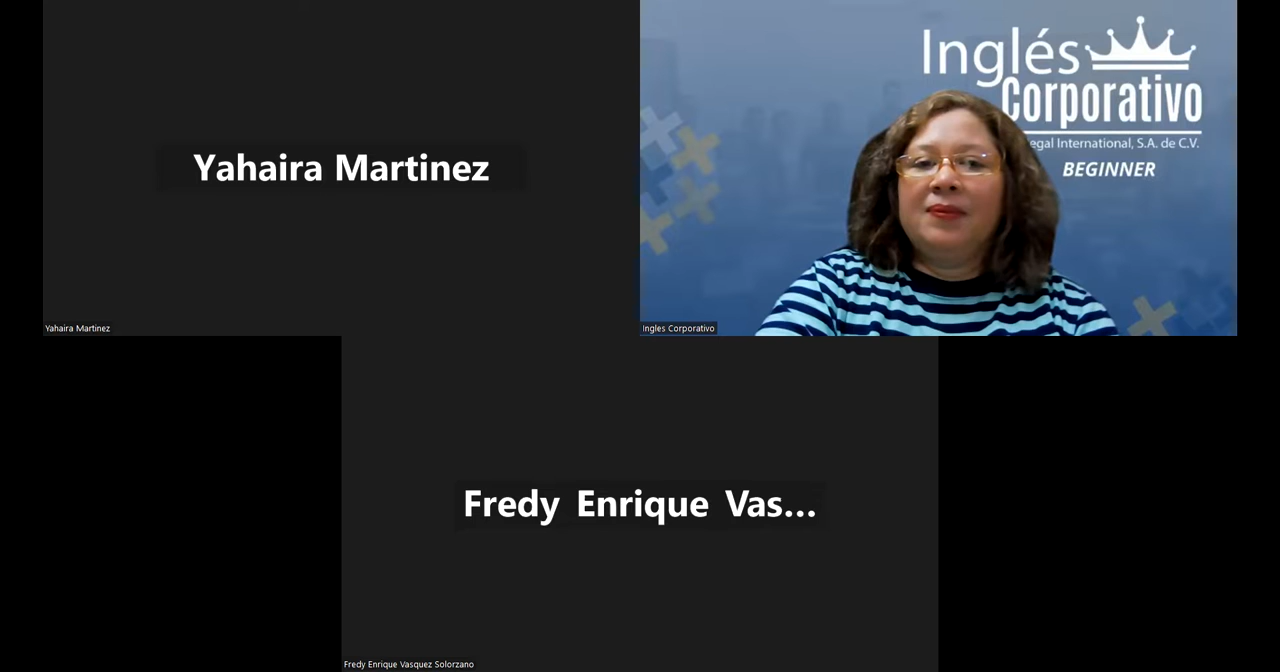 Yahaira Martinez
Yahaira Martinez
Inglés
Corporativo
egal International, S.A. de C.V.
BEGINNER
Ingles Corporativo
Fredy Enrique Vas...
Fredy Enrique Vasquez Solorzano